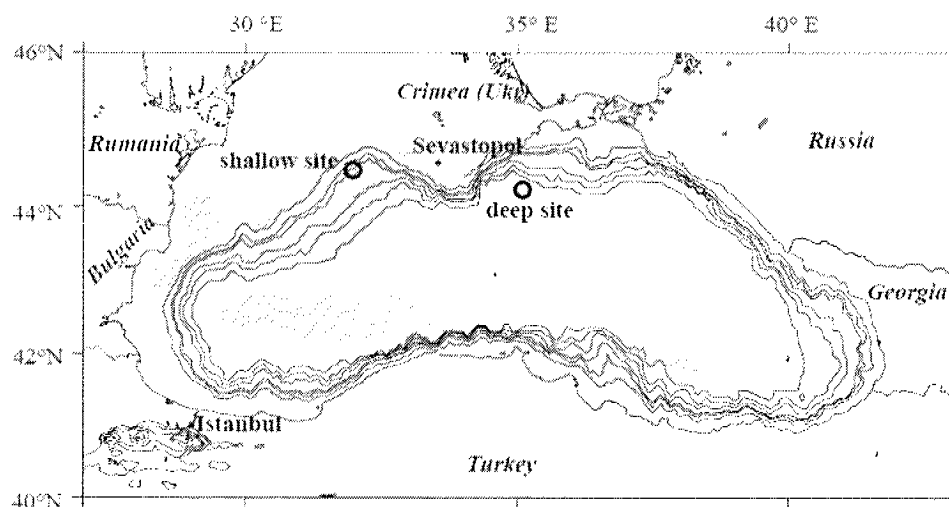 30 °E 35° E 40° E
46°N
Crimea (Ukr)
Rumania
Sevastopol
Russia
shallow site
44°N
deep site
Bulgaria
Georgia
42°N
Istanbul
Turkey
40°N